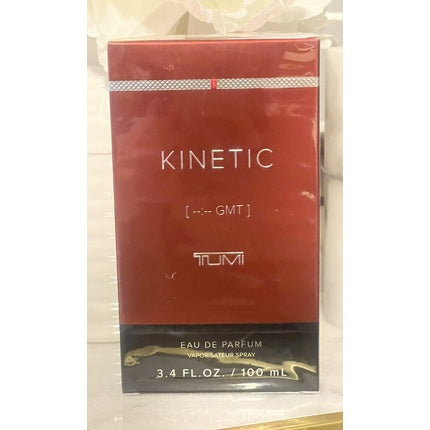 KINETIC
[ --:-- GMT ]
TUMI
EAU DE PARFUM
VAPORISATEUR SPRAY
3.4 FL.OZ. / 100 mL